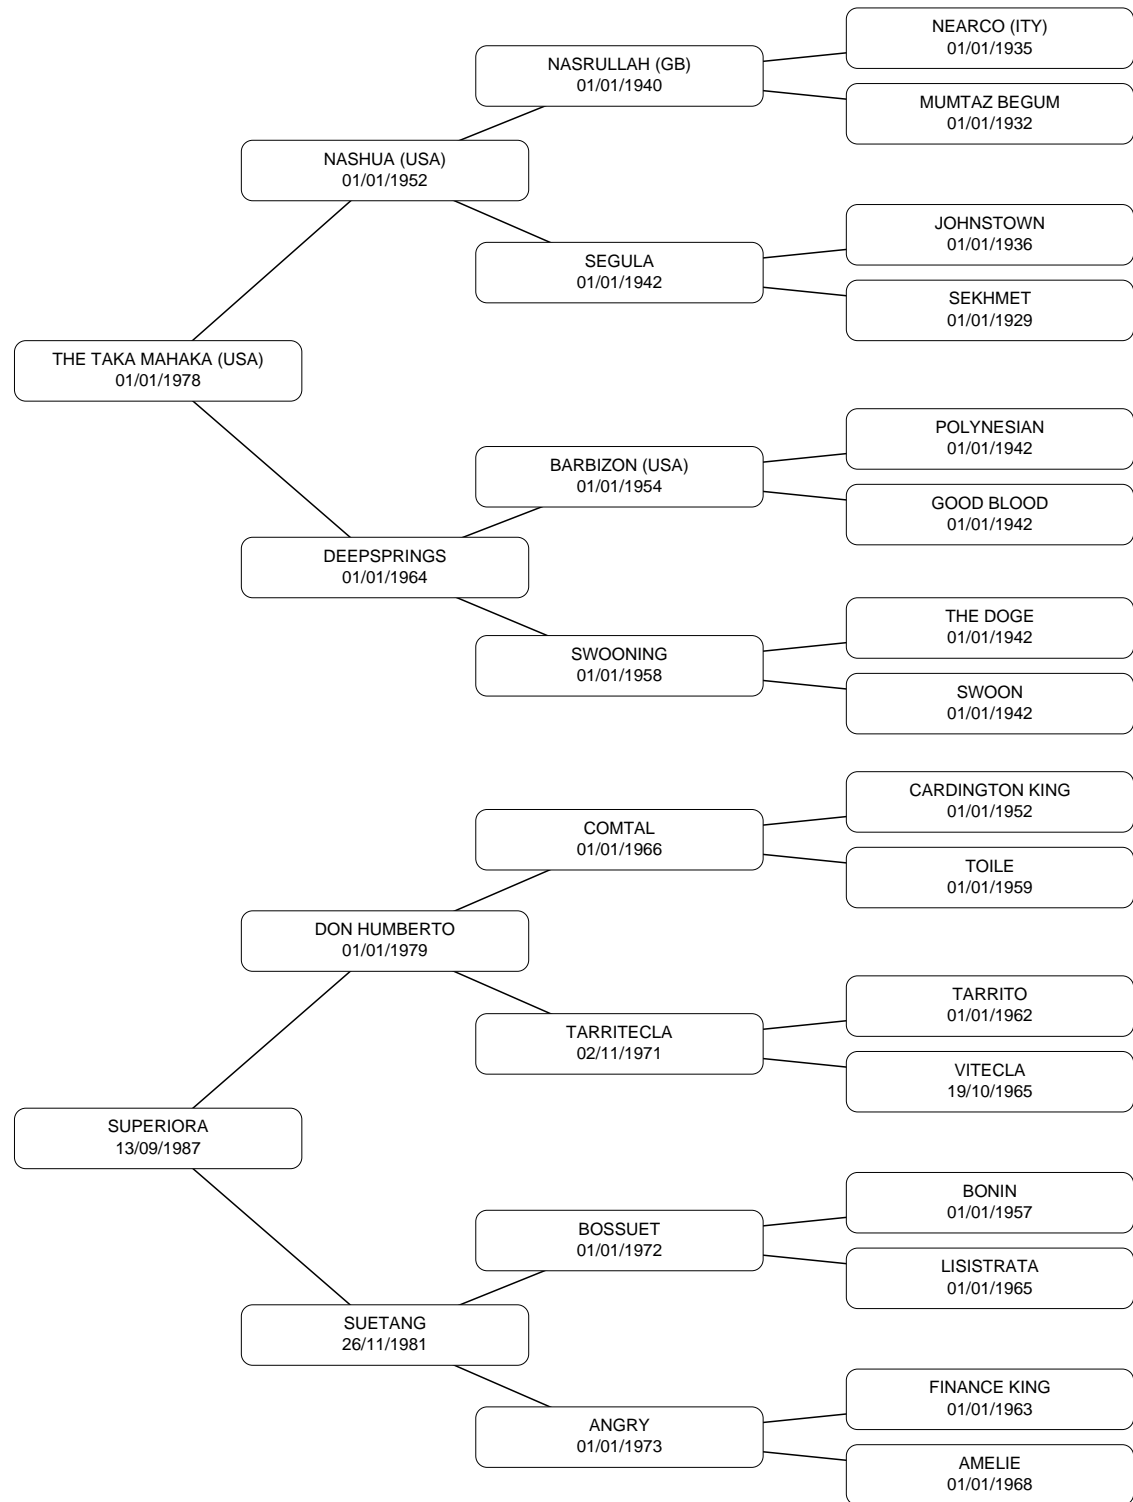 NEARCO (ITY)
01/01/1935
NASRULLAH (GB)
01/01/1940
MUMTAZ BEGUM
01/01/1932
NASHUA (USA)
01/01/1952
JOHNSTOWN
01/01/1936
SEGULA
01/01/1942
SEKHMET
01/01/1929
THE TAKA MAHAKA (USA)
01/01/1978
POLYNESIAN
01/01/1942
BARBIZON (USA)
01/01/1954
GOOD BLOOD
01/01/1942
DEEPSPRINGS
01/01/1964
THE DOGE
01/01/1942
SWOONING
01/01/1958
SWOON
01/01/1942
CARDINGTON KING
01/01/1952
COMTAL
01/01/1966
TOILE
01/01/1959
DON HUMBERTO
01/01/1979
TARRITO
01/01/1962
TARRITECLA
02/11/1971
VITECLA
19/10/1965
SUPERIORA
13/09/1987
BONIN
01/01/1957
BOSSUET
01/01/1972
LISISTRATA
01/01/1965
SUETANG
26/11/1981
FINANCE KING
01/01/1963
ANGRY
01/01/1973
AMELIE
01/01/1968